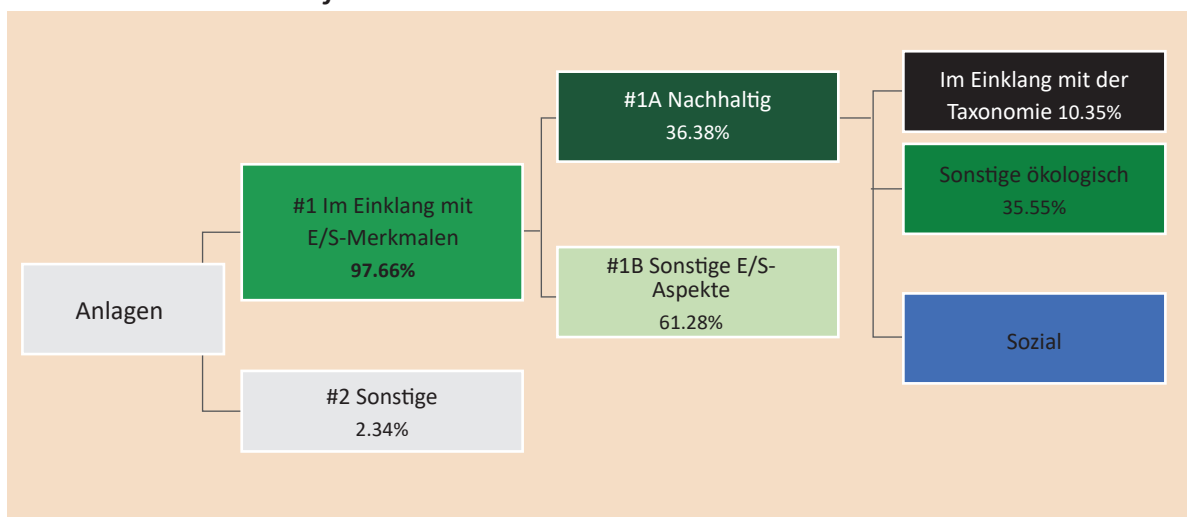 Anlagen
#1 Im Einklang mit
E/S-Merkmalen
97.66%
#2 Sonstige
2.34%
#1A Nachhaltig
36.38%
#1B Sonstige E/S-
Aspekte
61.28%
Im Einklang mit der
Taxonomie 10.35%
Sonstige ökologisch
35.55%
Sozial